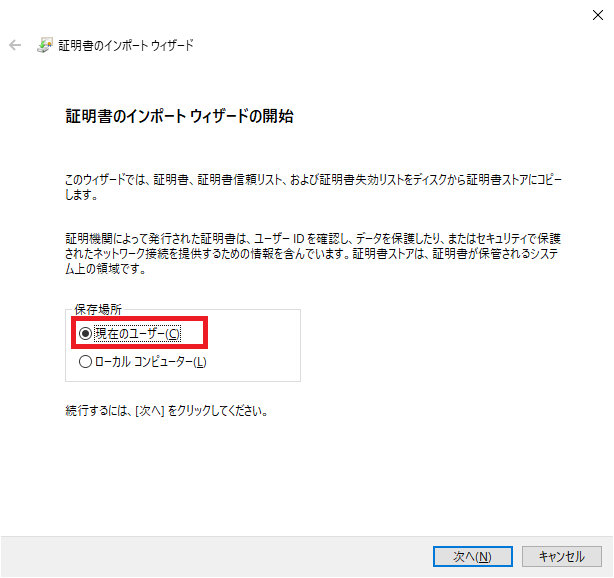 証明書のインポート ウィザード
証明書のインポート ウィザードの開始
このウィザードでは、証明書、証明書信頼リスト、および証明書失効リストをディスクから証明書ストアにコピー
します。
証明機関によって発行された証明書は、ユーザー ID を確認し、データを保護したり、またはセキュリティで保護
されたネットワーク接続を提供するための情報を含んでいます。証明書ストアは、証明書が保管されるシステ
ム上の領域です。
保存場所
現在のユーザー(C)
ローカル コンピューター(L)
続行するには、[次へ] をクリックしてください。
次へ(N)
キャンセル